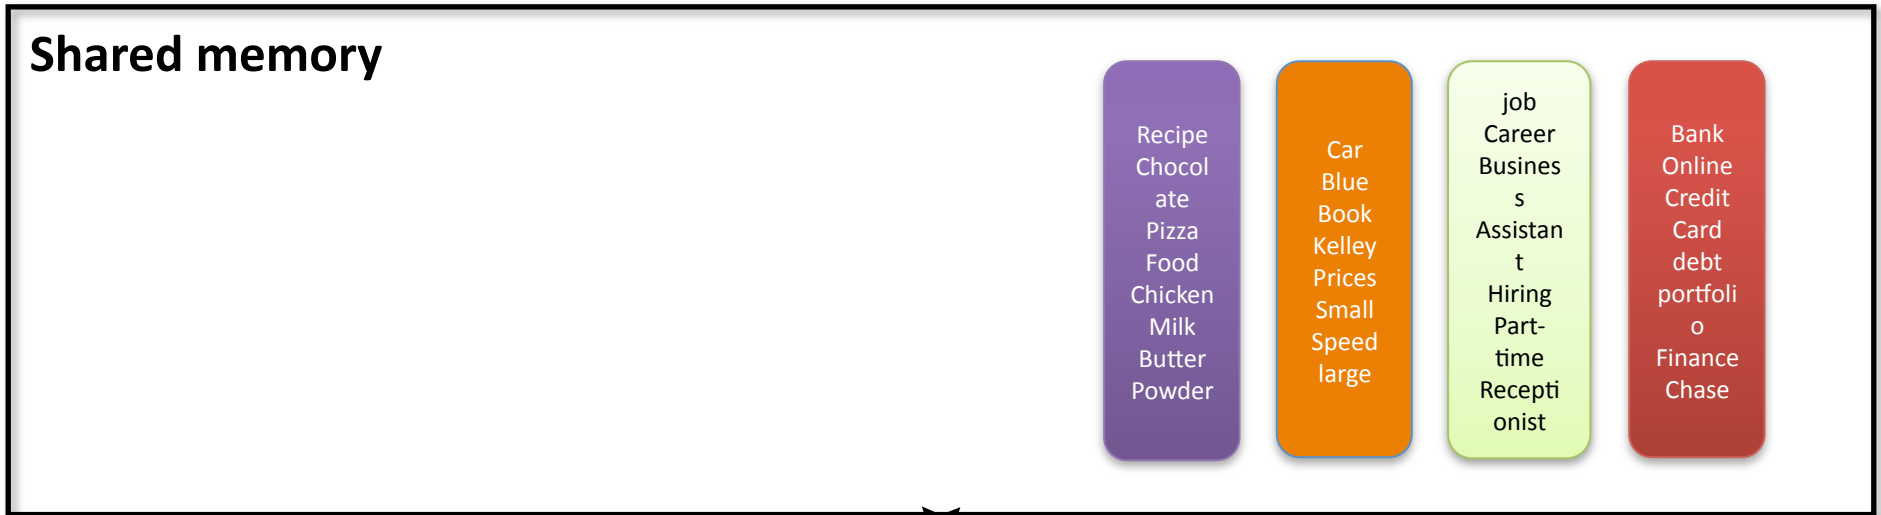 Shared memory
Recipe
Chocol
ate
Pizza
Food
Chicken
Milk
Butter
Powder
Car
Blue
Book
Kelley
Prices
Small
Speed
large
job
Career
Busines
s
Assistan
t
Hiring
Part-
time
Recepti
onist
Bank
Online
Credit
Card
debt
portfoli
o
Finance
Chase